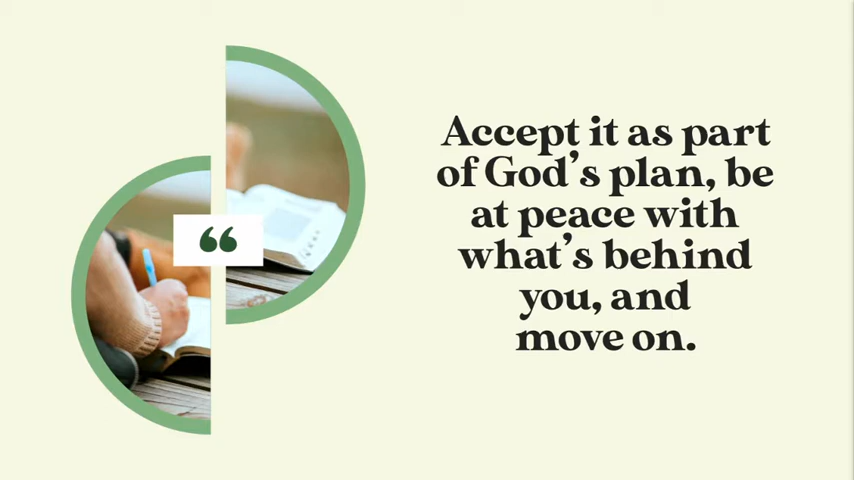 “
Accept it as part
of God’s plan, be
at peace with
what’s behind
you, and
move on.